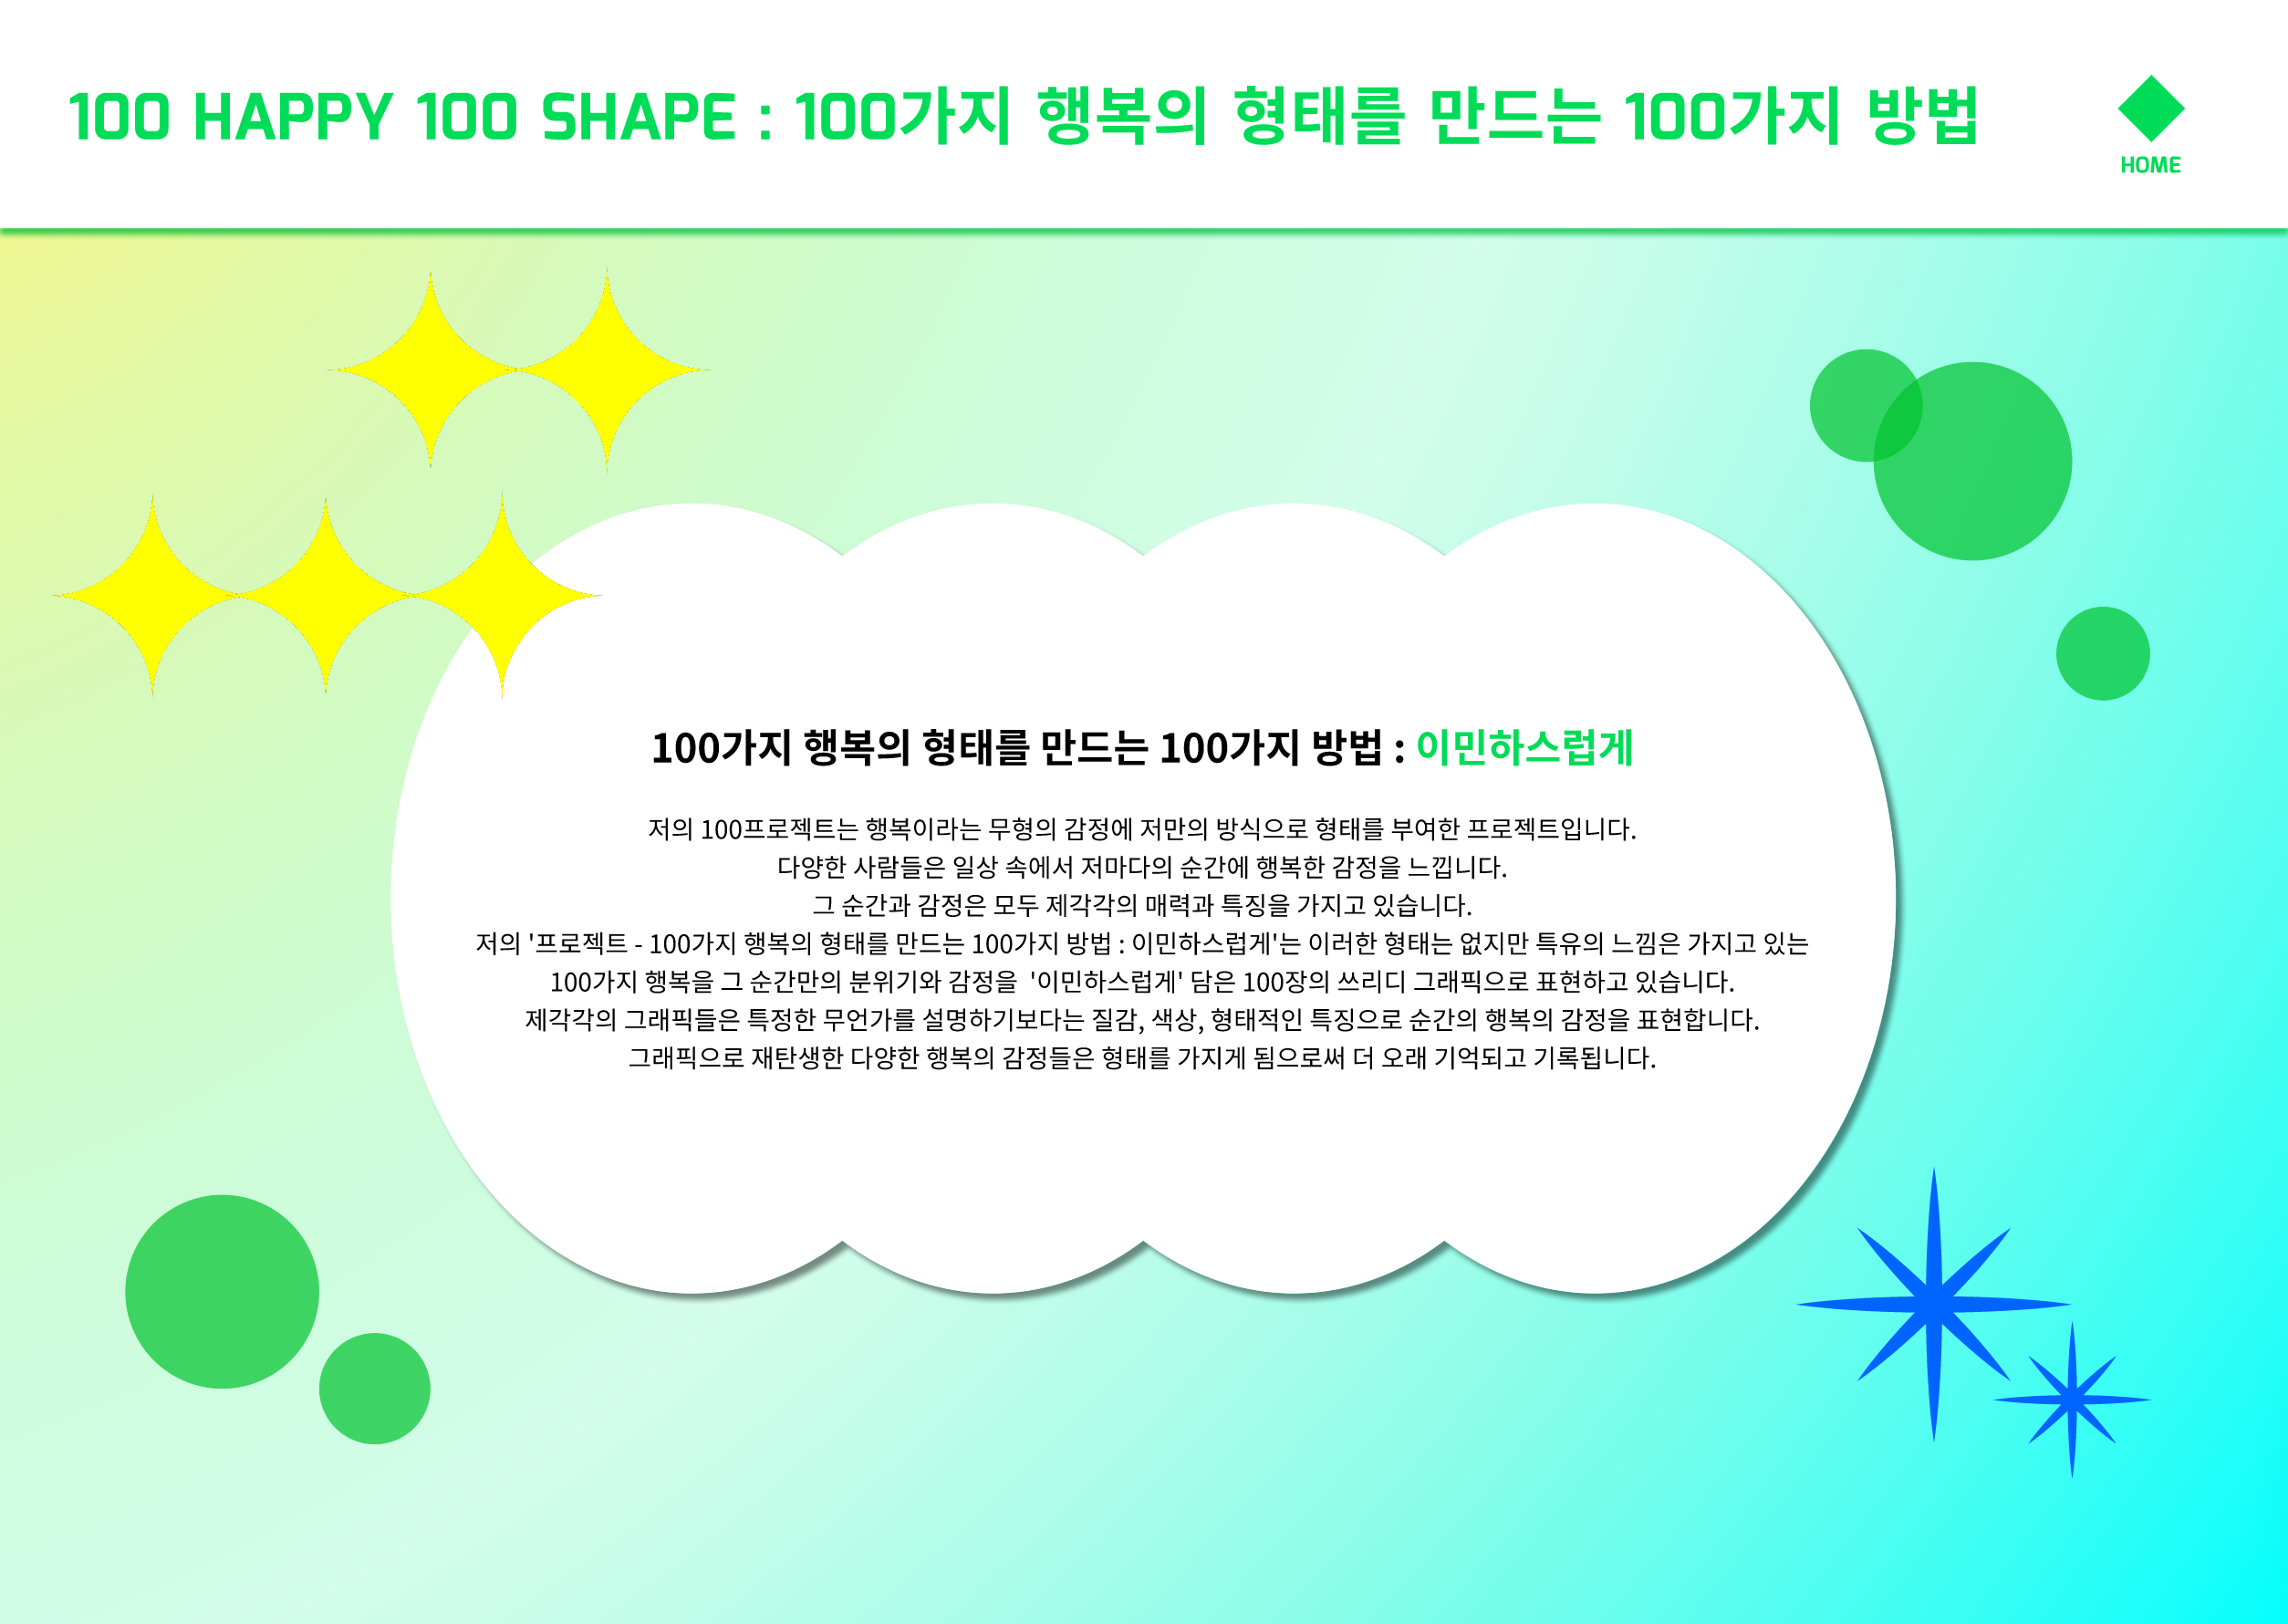 100 HAPPY 100 SHAPE : 100가지 행복의 형태를 만드는 100가지 방법
HOME
100가지 행복의 형태를 만드는 100가지 방법 : 이민하스럽게
저의 100프로젝트는 행복이라는 무형의 감정에 저만의 방식으로 형태를 부여한 프로젝트입니다.
다양한 사람들은 일상 속에서 저마다의 순간에 행복한 감정을 느낍니다.
그 순간과 감정은 모두 제각각의 매력과 특징을 가지고 있습니다.
저의 '프로젝트 - 100가지 행복의 형태를 만드는 100가지 방법 : 이민하스럽게'는 이러한 형태는 없지만 특유의 느낌은 가지고 있는
100가지 행복을 그 순간만의 분위기와 감정을  '이민하스럽게' 담은 100장의 쓰리디 그래픽으로 표현하고 있습니다.
제각각의 그래픽들은 특정한 무언가를 설명하기보다는 질감, 색상, 형태적인 특징으로 순간의 행복의 감정을 표현합니다.
그래픽으로 재탄생한 다양한 행복의 감정들은 형태를 가지게 됨으로써 더 오래 기억되고 기록됩니다.